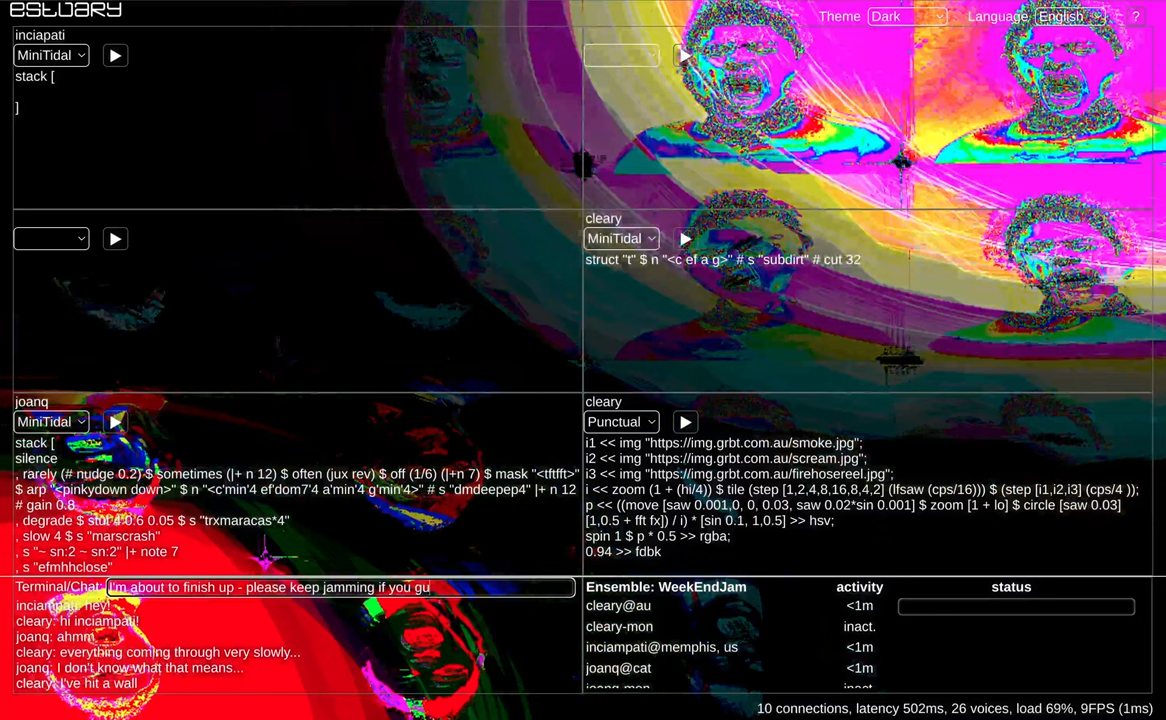 estuary
Theme Dark Language English ?
inciapati
MiniTidal
stack [
]
cleary
MiniTidal
struct "t" $ n "<c ef a g>" # s "subdirt" # cut 32
joanq
MiniTidal
stack [
silence
, rarely (# nudge 0.2) $ sometimes (|+ n 12) $ often (jux rev) $ off (1/6) (|+n 7) $ mask "<tftfft>"
$ arp "<pinkydown down>" $ n "<c'min'4 ef'dom7'4 a'min'4 g'min'4>" # s "dmdeepep4" |+ n 12
# gain 0.8
, degrade $ stut 4 0.6 0.05 $ s "trxmaracas*4"
, slow 4 $ s "marscrash"
, s "~ sn:2 ~ sn:2" |+ note 7
, s "efmhhclose"
cleary
Punctual
i1 << img "https://img.grbt.com.au/smoke.jpg";
i2 << img "https://img.grbt.com.au/scream.jpg";
i3 << img "https://img.grbt.com.au/firehosereel.jpg";
i << zoom (1 + (hi/4)) $ tile (step [1,2,4,8,16,8,4,2] (lfsaw (cps/16))) $ (step [i1,i2,i3] (cps/4 ));
p << ((move [saw 0.001,0, 0, 0.03, saw 0.02*sin 0.001] $ zoom [1 + lo] $ circle [saw 0.03]
[1,0.5 + fft fx]) / i) * [sin 0.1, 1,0.5] >> hsv;
spin 1 $ p * 0.5 >> rgba;
0.94 >> fdbk
Terminal/Chat: I'm about to finish up - please keep jamming if you gu
inciampati: hey!
cleary: hi inciampati!
joanq: ahmm
cleary: everything coming through very slowly...
joanq: I don't know what that means...
cleary: I've hit a wall
Ensemble: WeekEndJam activity status
cleary@au <1m
cleary-mon inact.
inciampati@memphis, us <1m
joanq@cat <1m
joanq-mon inact.
10 connections, latency 502ms, 26 voices, load 69%, 9FPS (1ms)